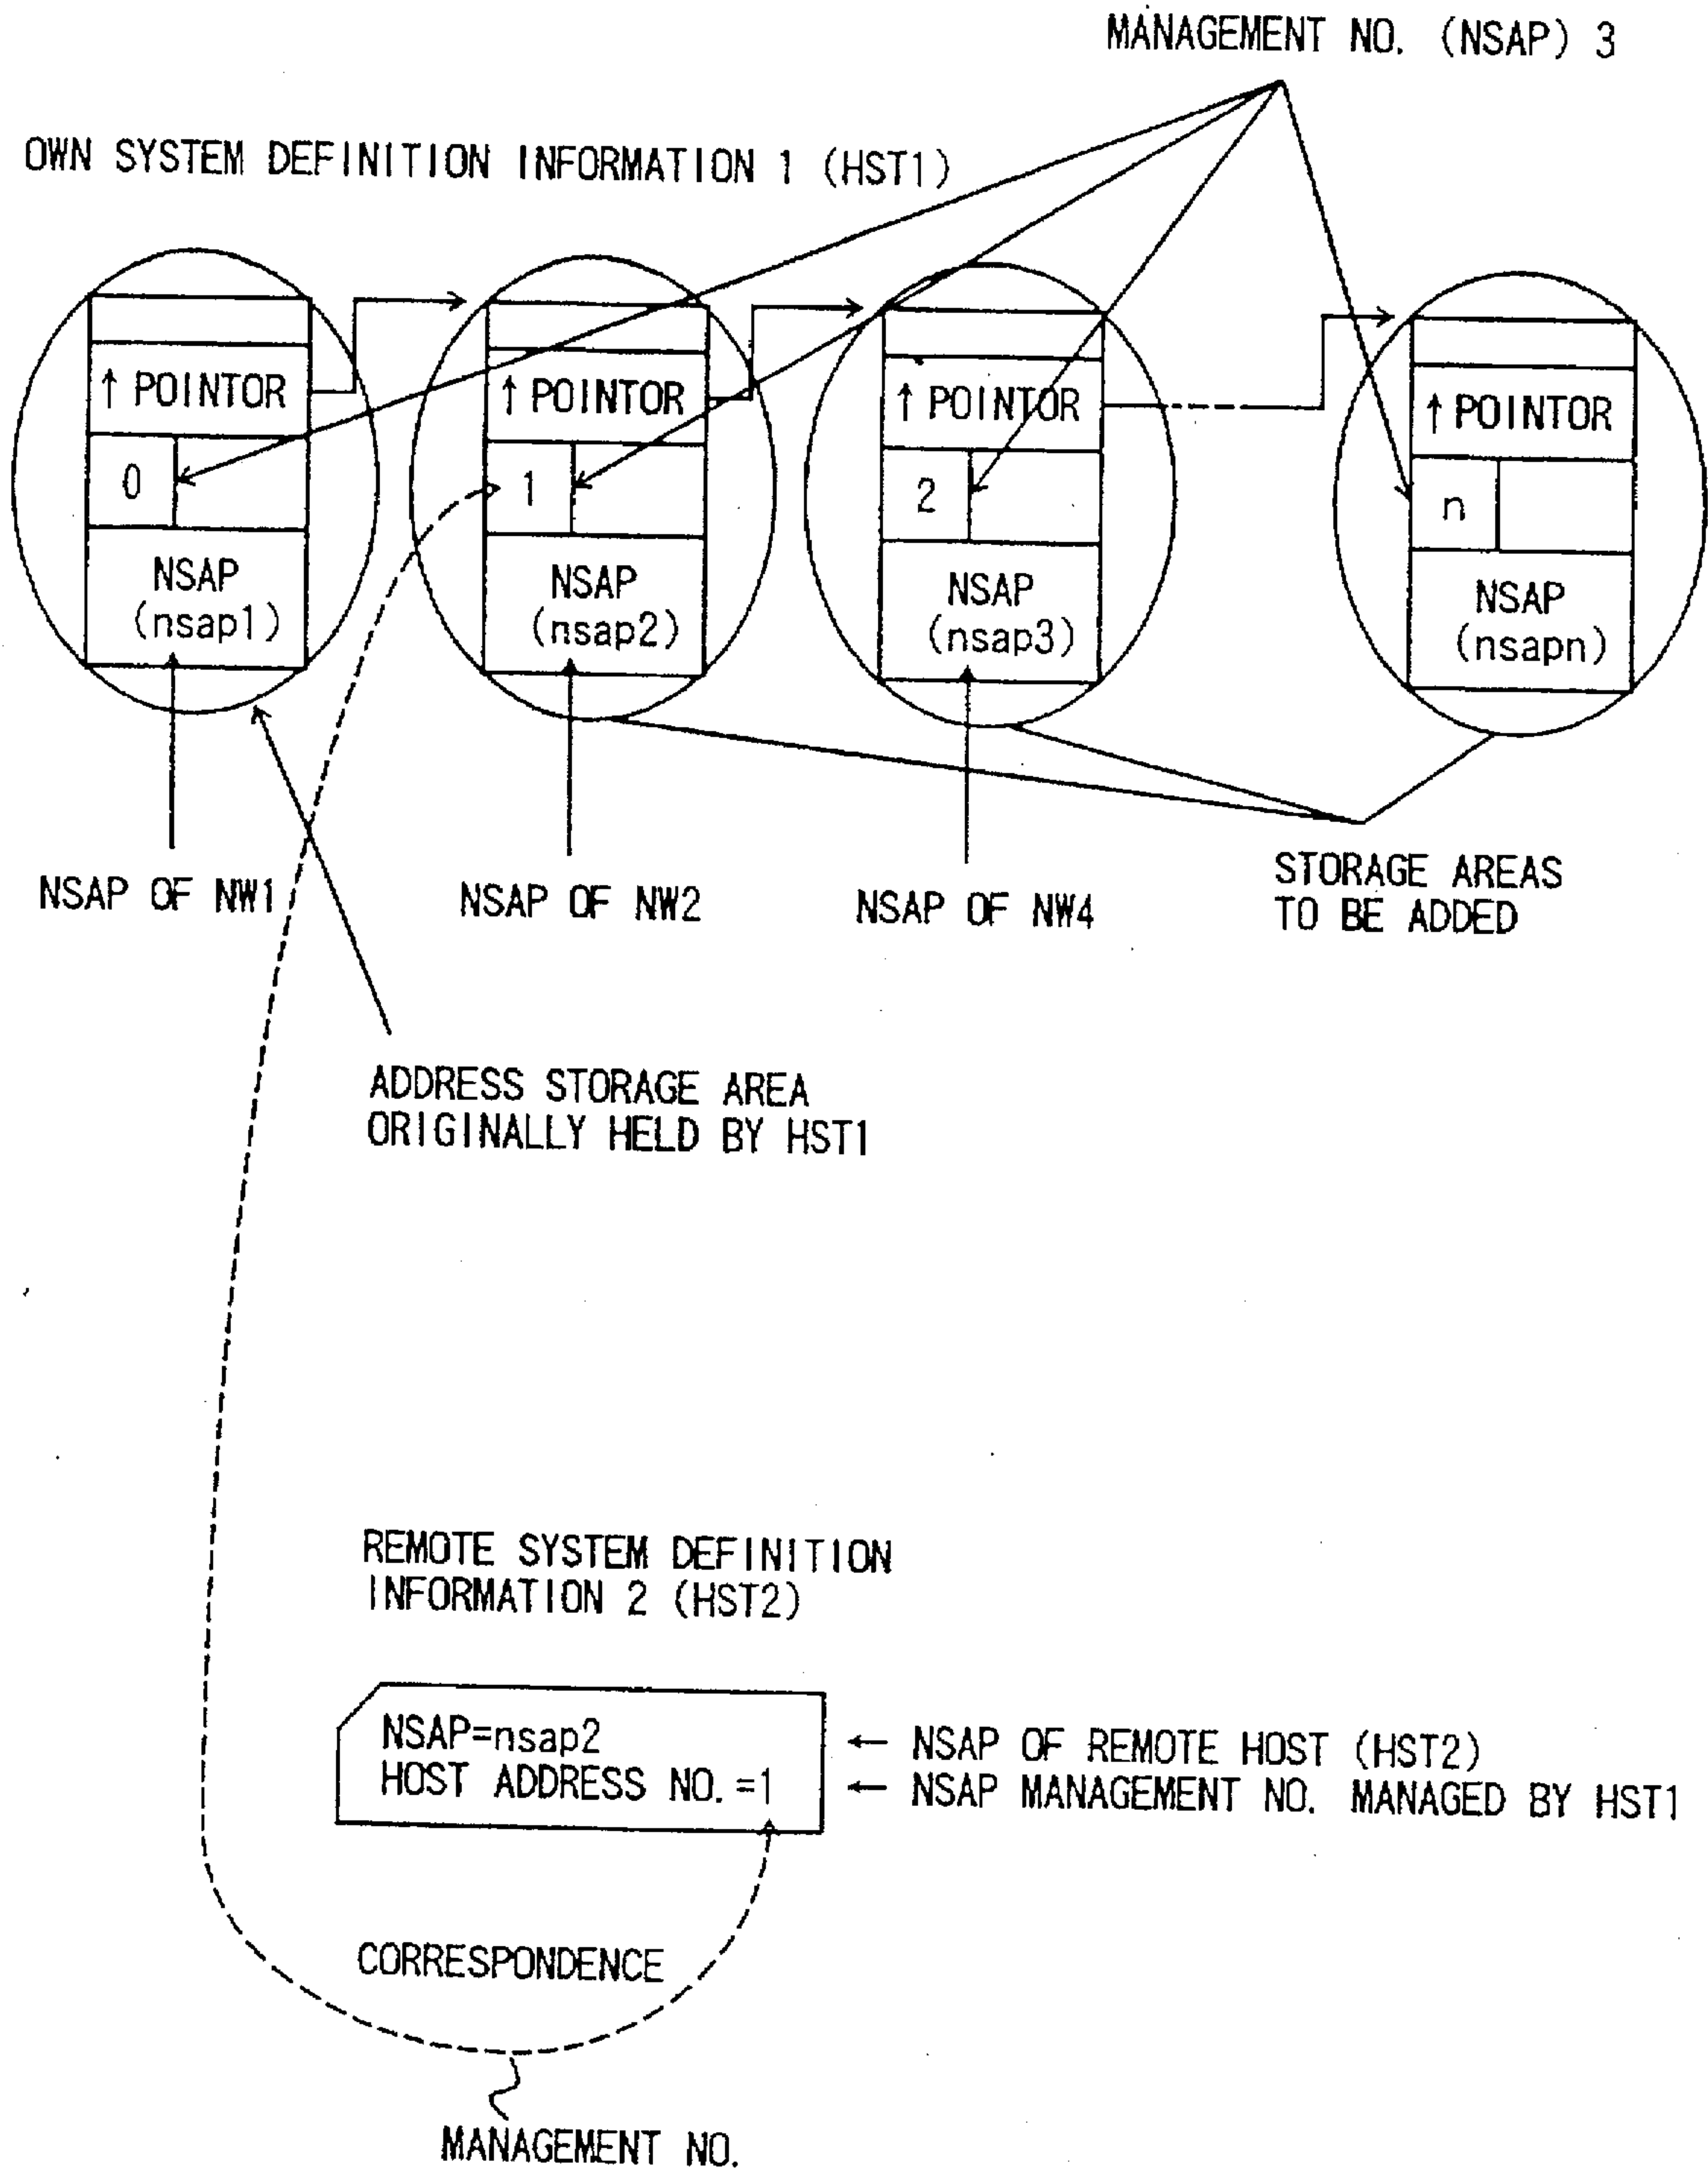 MANAGEMENT NO. (NSAP) 3
OWN SYSTEM DEFINITION INFORMATION 1 (HST1)
↑ POINTOR
↑ POINTOR
↑ POINTOR
↑ POINTOR
0
1
2
n
NSAP
(nsap1)
NSAP
(nsap2)
NSAP
(nsap3)
NSAP
(nsapn)
NSAP OF NW1
NSAP OF NW2
NSAP OF NW4
STORAGE AREAS
TO BE ADDED
ADDRESS STORAGE AREA
ORIGINALLY HELD BY HST1
REMOTE SYSTEM DEFINITION
INFORMATION 2 (HST2)
NSAP=nsap2
← NSAP OF REMOTE HOST (HST2)
HOST ADDRESS NO.=1
← NSAP MANAGEMENT NO. MANAGED BY HST1
CORRESPONDENCE
MANAGEMENT NO.